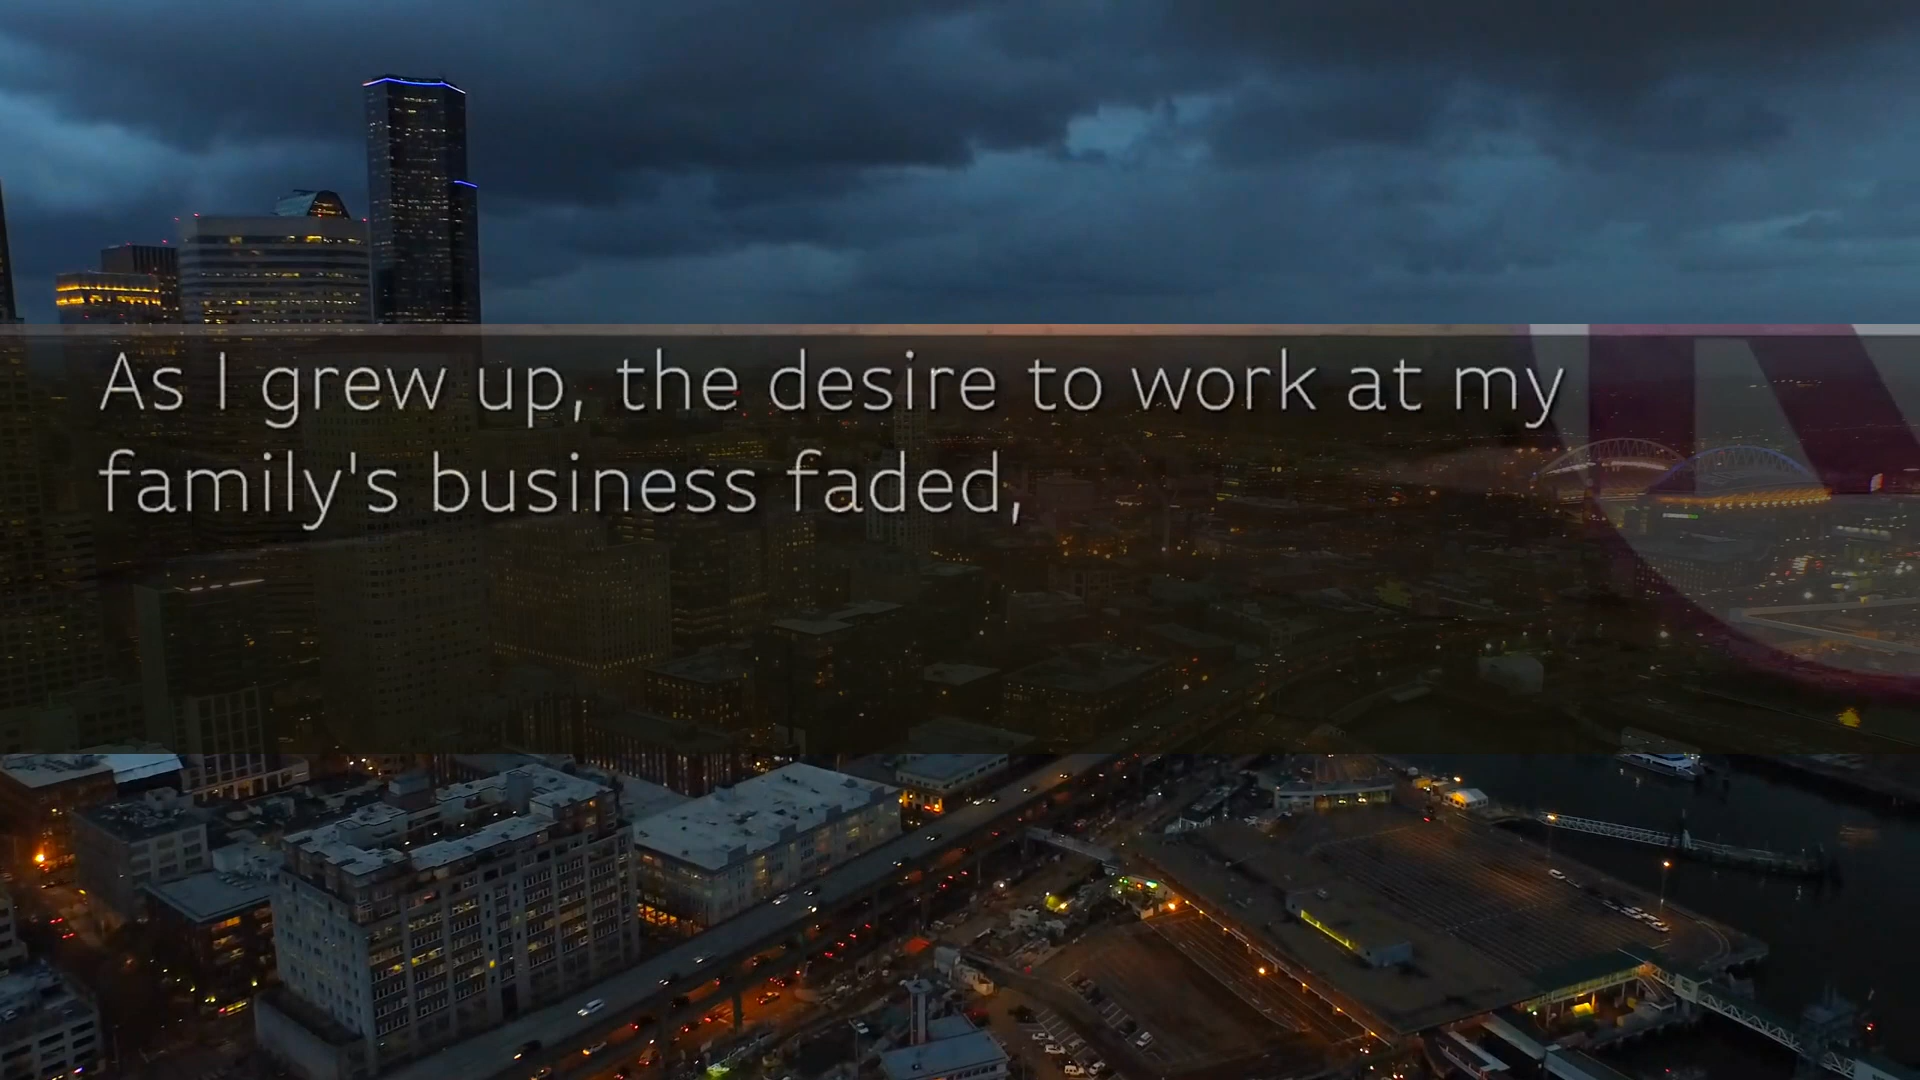 As I grew up, the desire to work at my
family's business faded,